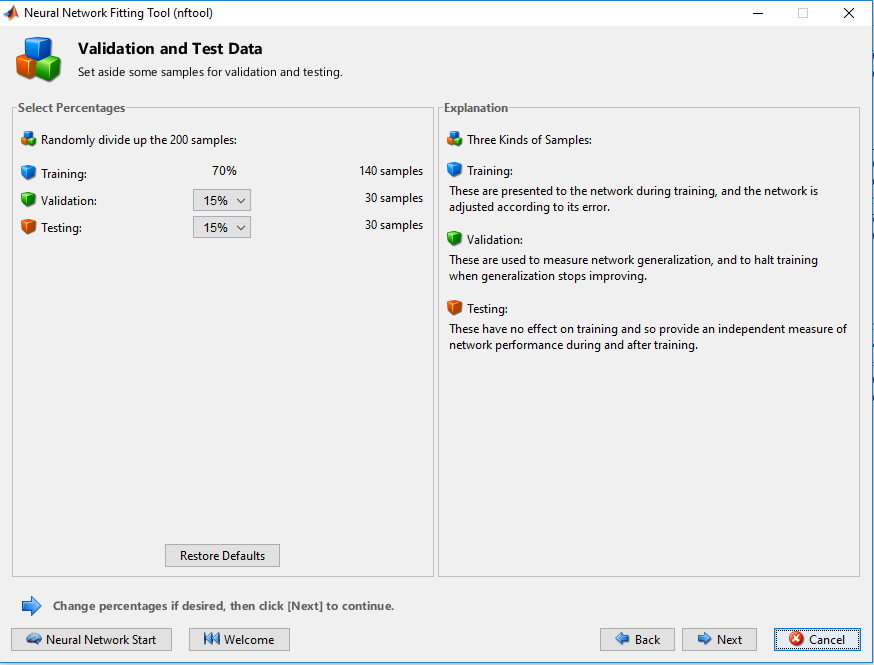 Neural Network Fitting Tool (nftool)
Validation and Test Data
Set aside some samples for validation and testing.
Select Percentages
Randomly divide up the 200 samples:
Training: 70% 140 samples
Validation: 15% 30 samples
Testing: 15% 30 samples
Restore Defaults
Explanation
Three Kinds of Samples:
Training:
These are presented to the network during training, and the network is
adjusted according to its error.
Validation:
These are used to measure network generalization, and to halt training
when generalization stops improving.
Testing:
These have no effect on training and so provide an independent measure of
network performance during and after training.
Change percentages if desired, then click [Next] to continue.
Neural Network Start Welcome Back Next Cancel